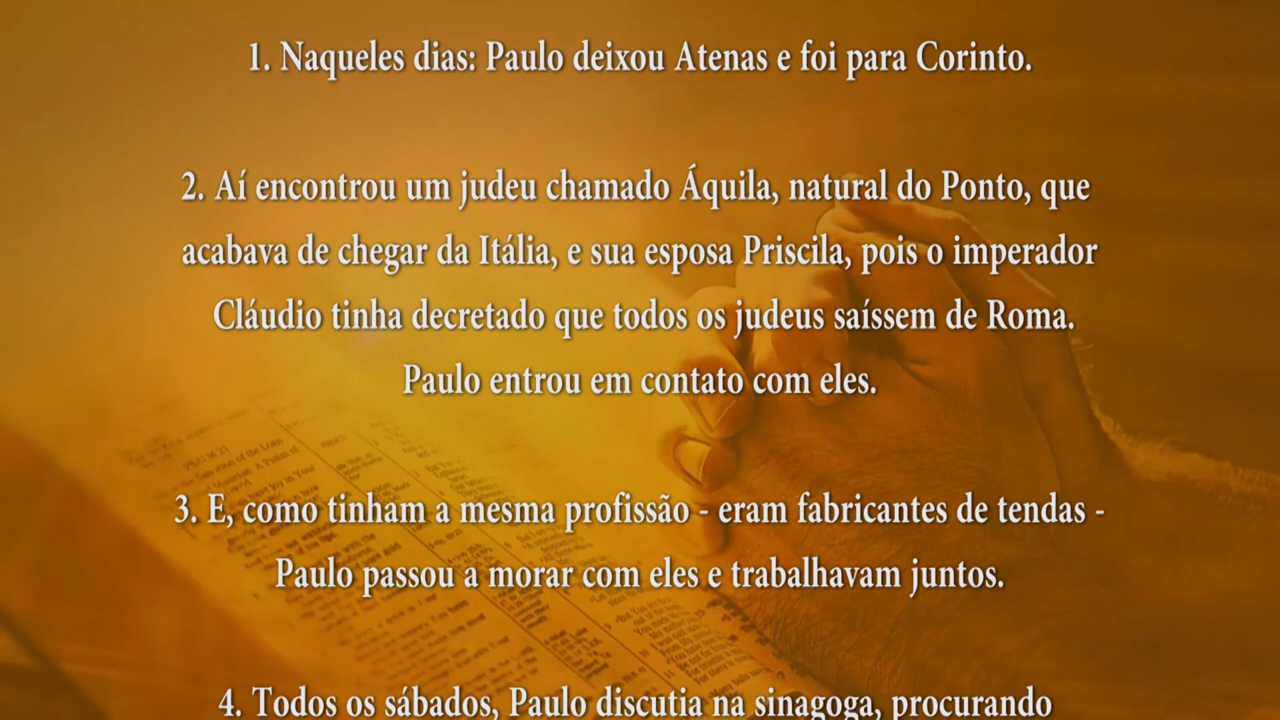 1. Naqueles dias: Paulo deixou Atenas e foi para Corinto.
2. Aí encontrou um judeu chamado Áquila, natural do Ponto, que
acabava de chegar da Itália, e sua esposa Priscila, pois o imperador
Cláudio tinha decretado que todos os judeus saíssem de Roma.
Paulo entrou em contato com eles.
3. E, como tinham a mesma profissão - eram fabricantes de tendas -
Paulo passou a morar com eles e trabalhavam juntos.
4. Todos os sábados, Paulo discutia na sinagoga, procurando